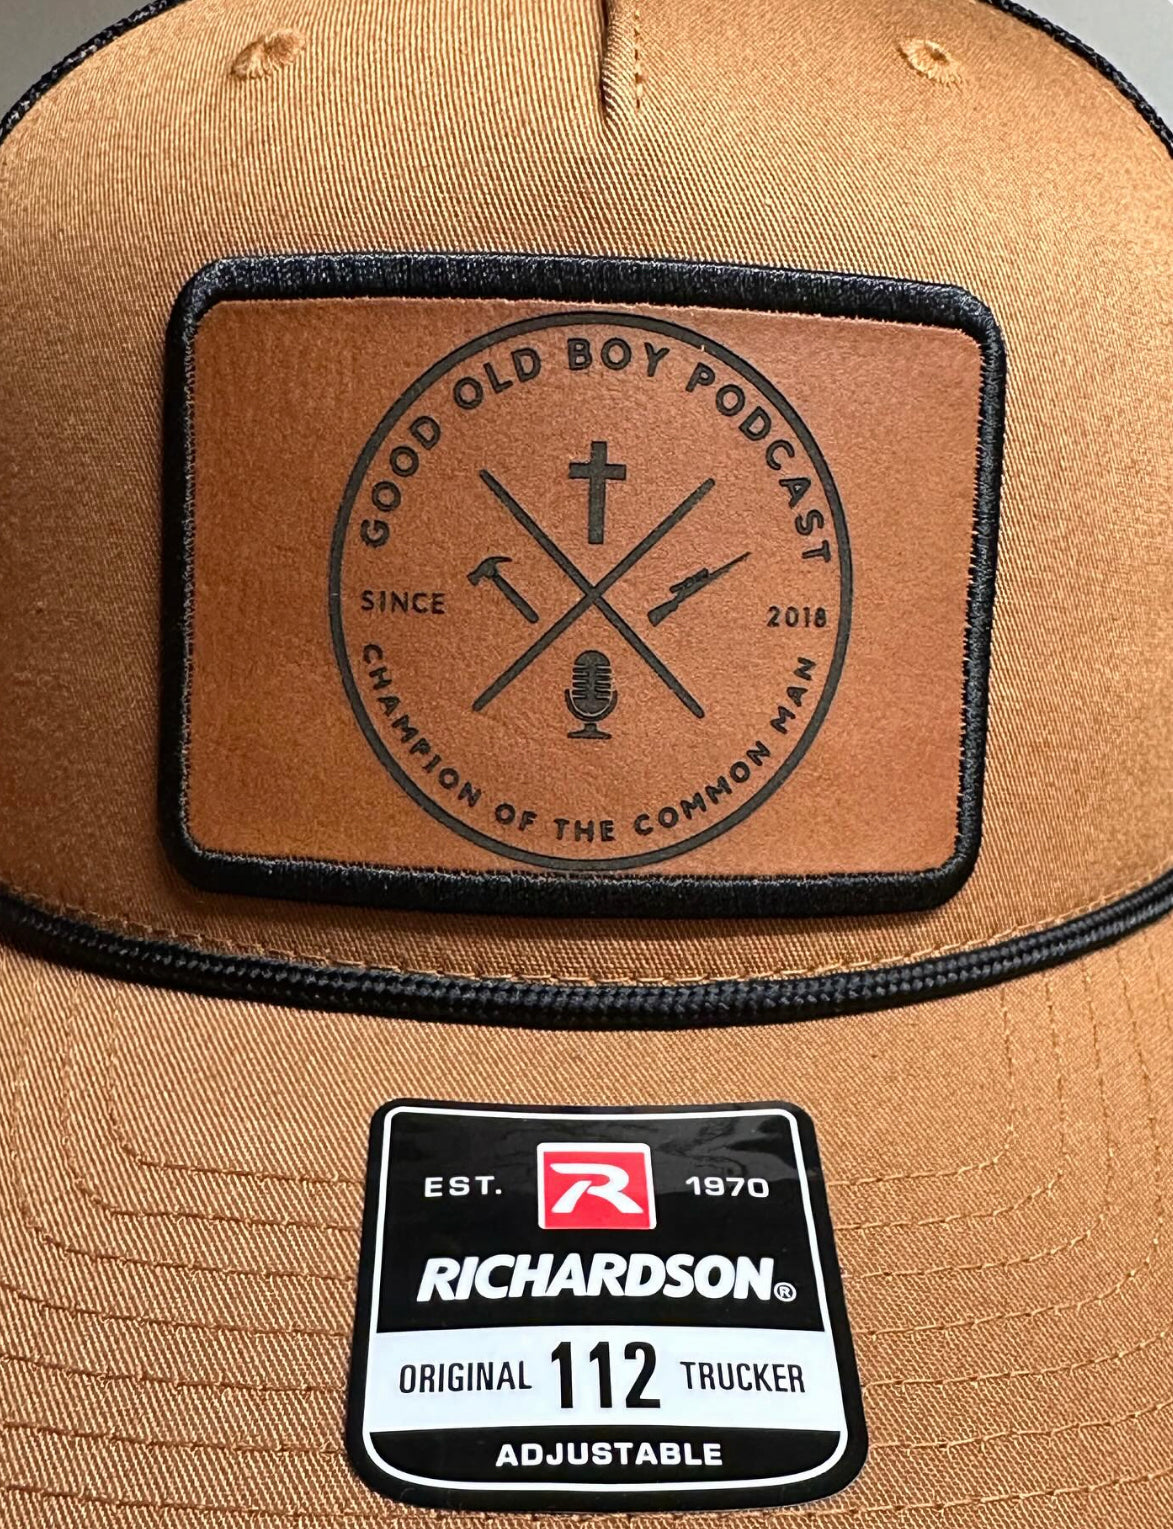 GOOD OLD BOY PODCAST
SINCE 2018
CHAMPION OF THE COMMON MAN
EST. R 1970
RICHARDSON®
ORIGINAL 112 TRUCKER
ADJUSTABLE